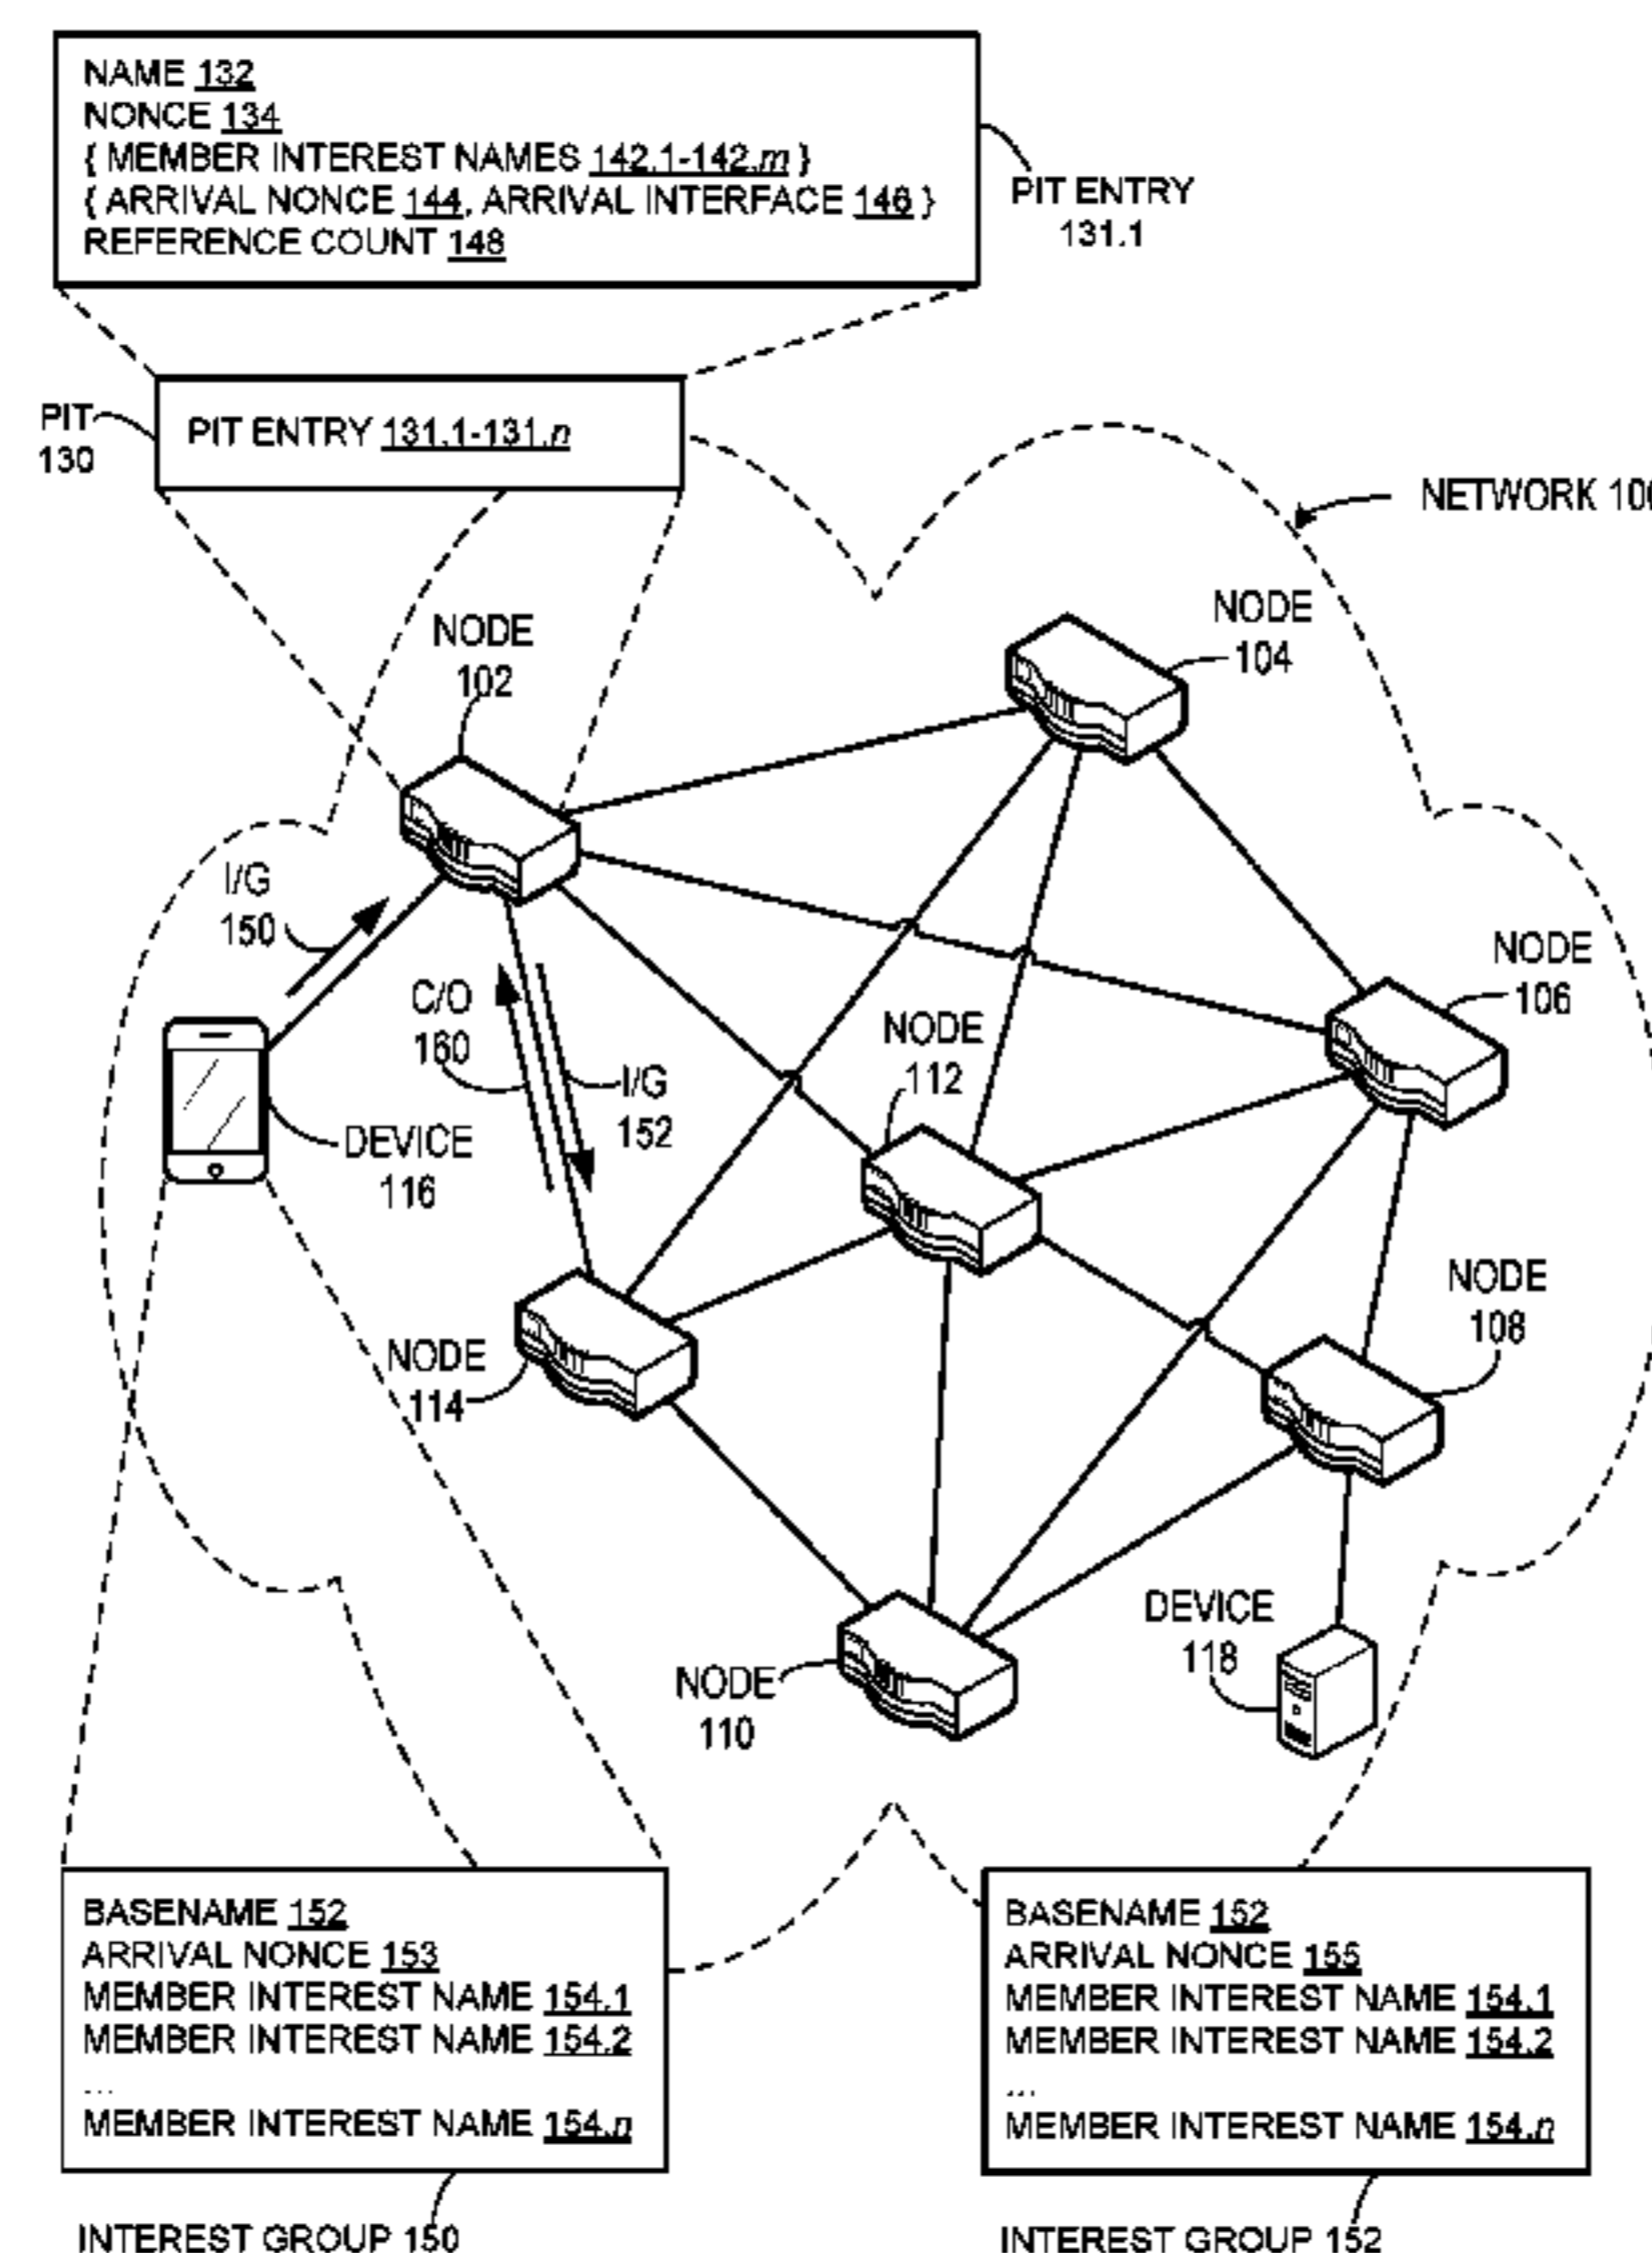 NAME 132
NONCE 134
{ MEMBER INTEREST NAMES 142.1-142.m }
{ ARRIVAL NONCE 144, ARRIVAL INTERFACE 146 }
REFERENCE COUNT 148
PIT ENTRY
131.1
PIT
130
PIT ENTRY 131.1-131.n
NETWORK 100
NODE
102
NODE
104
I/G
150
C/O
160
I/G
152
NODE
106
NODE
112
DEVICE
116
NODE
108
NODE
114
DEVICE
118
NODE
110
BASENAME 152
ARRIVAL NONCE 153
MEMBER INTEREST NAME 154.1
MEMBER INTEREST NAME 154.2
...
MEMBER INTEREST NAME 154.n
INTEREST GROUP 150
BASENAME 152
ARRIVAL NONCE 155
MEMBER INTEREST NAME 154.1
MEMBER INTEREST NAME 154.2
...
MEMBER INTEREST NAME 154.n
INTEREST GROUP 152